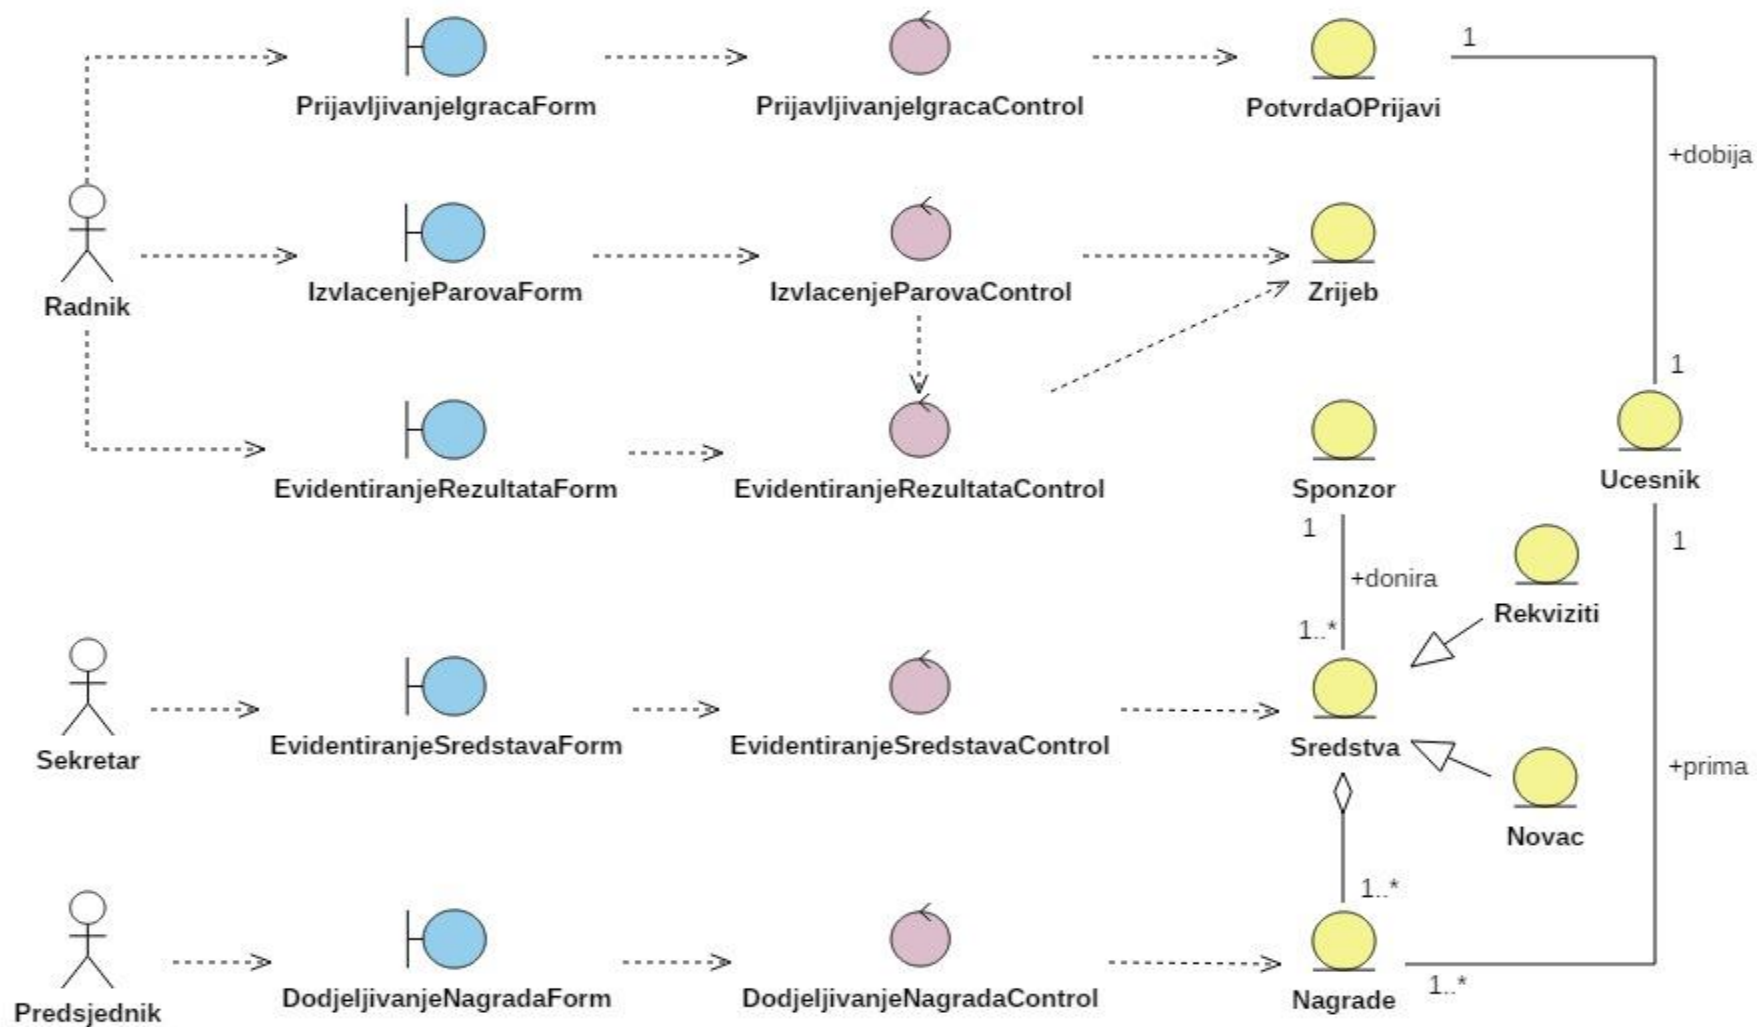 1
PrijavljivanjeIgracaForm
PrijavljivanjeIgracaControl
PotvrdaOPrijavi
+dobija
Radnik
IzvlacenjeParovaForm
IzvlacenjeParovaControl
Zrijeb
1
EvidentiranjeRezultataForm
EvidentiranjeRezultataControl
Sponzor
Ucesnik
1
1
+donira
Rekviziti
1..*
Sekretar
EvidentiranjeSredstavaForm
EvidentiranjeSredstavaControl
Sredstva
+prima
Novac
1..*
Predsjednik
DodjeljivanjeNagradaForm
DodjeljivanjeNagradaControl
Nagrade
1..*